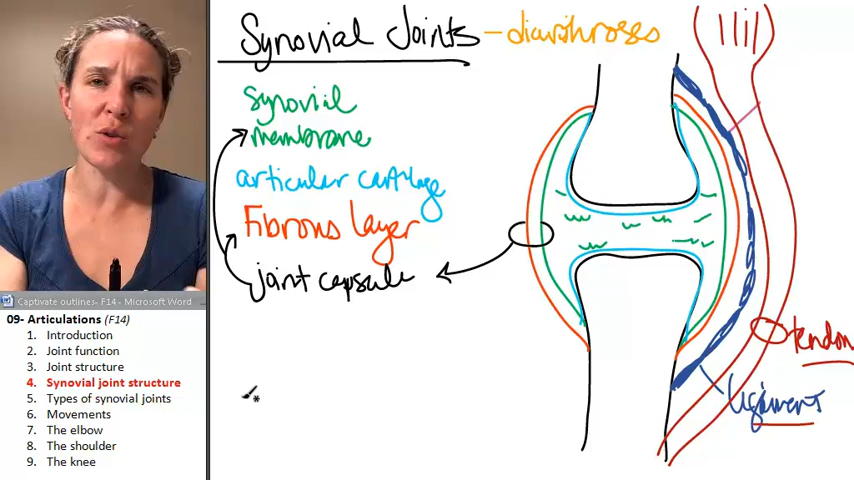 Synovial Joints - diarthroses
Synovial
membrane
articular cartilage
Fibrous layer
joint capsule
tendon
ligament
Captivate outlines- F14 - Microsoft Word
09- Articulations (F14)
1. Introduction
2. Joint function
3. Joint structure
4. Synovial joint structure
5. Types of synovial joints
6. Movements
7. The elbow
8. The shoulder
9. The knee